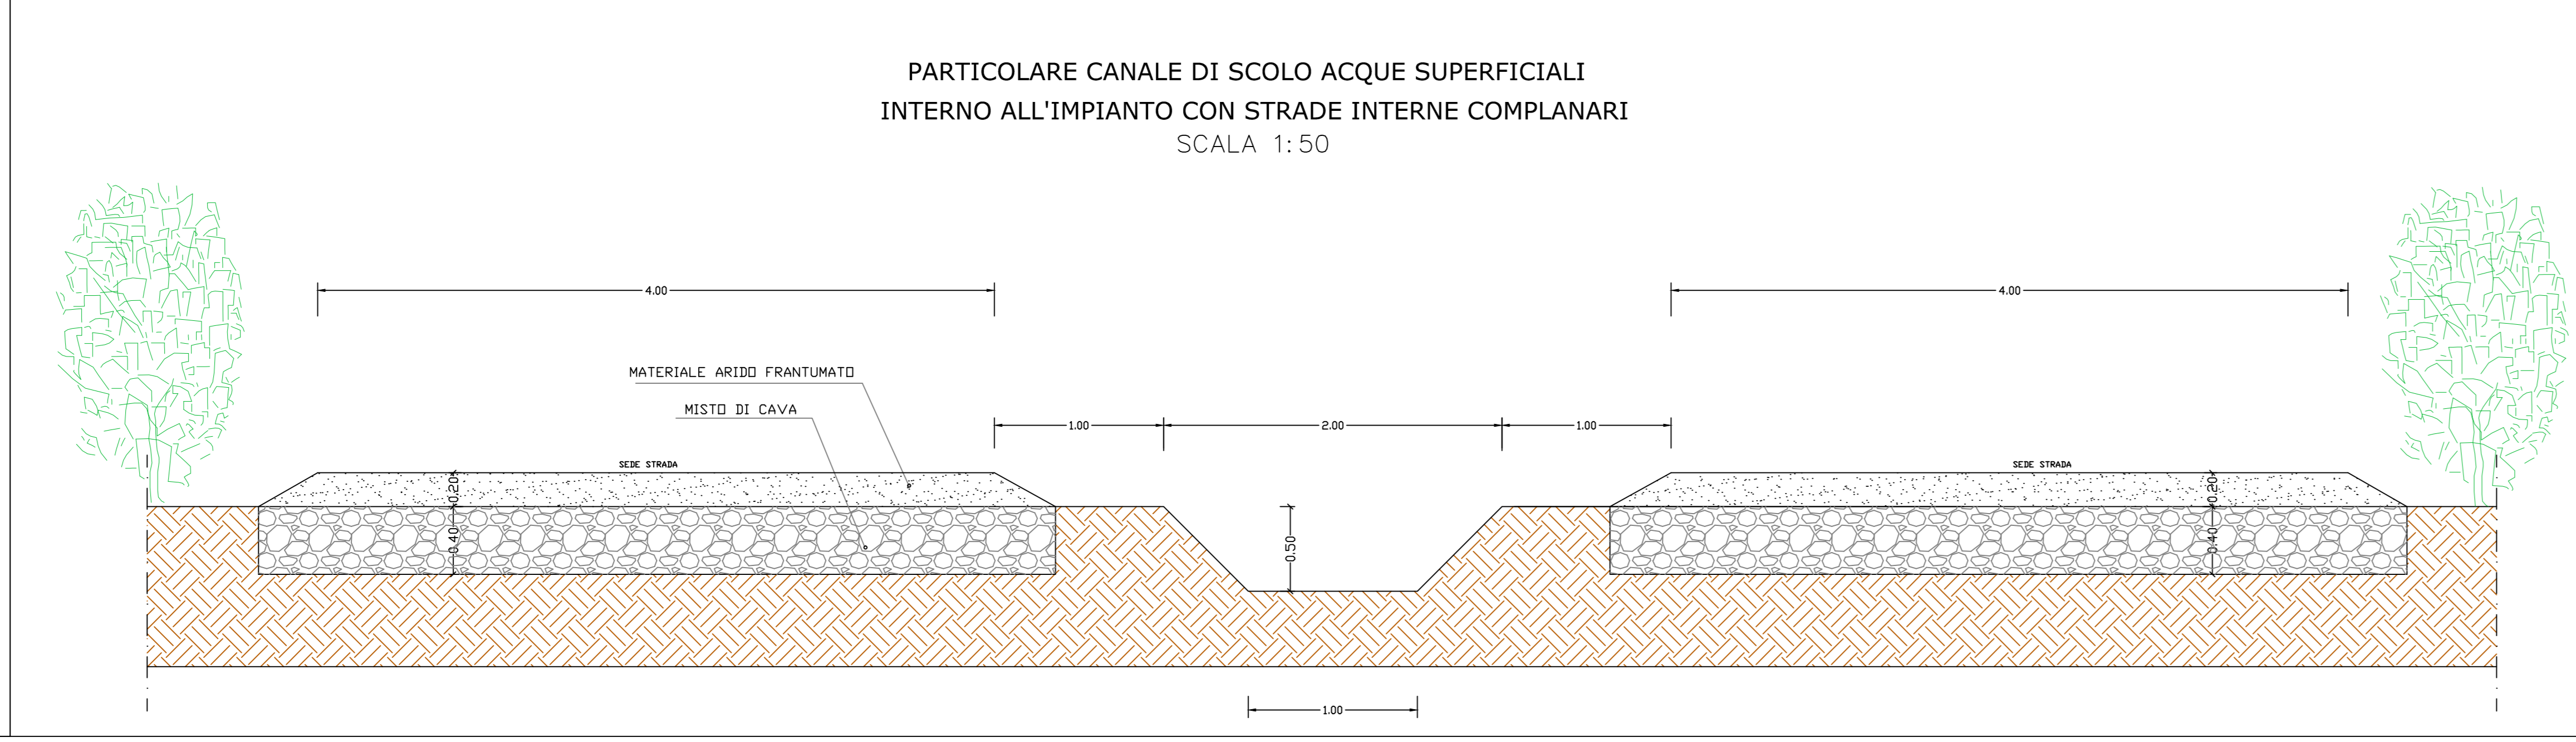 PARTICOLARE CANALE DI SCOLO ACQUE SUPERFICIALI
INTERNO ALL'IMPIANTO CON STRADE INTERNE COMPLANARI
SCALA 1:50
4.00
4.00
MATERIALE ARIDO FRANTUMATO
MISTO DI CAVA
1.00
2.00
1.00
SEDE STRADA
SEDE STRADA
0.20
0.40
0.50
0.20
0.40
1.00